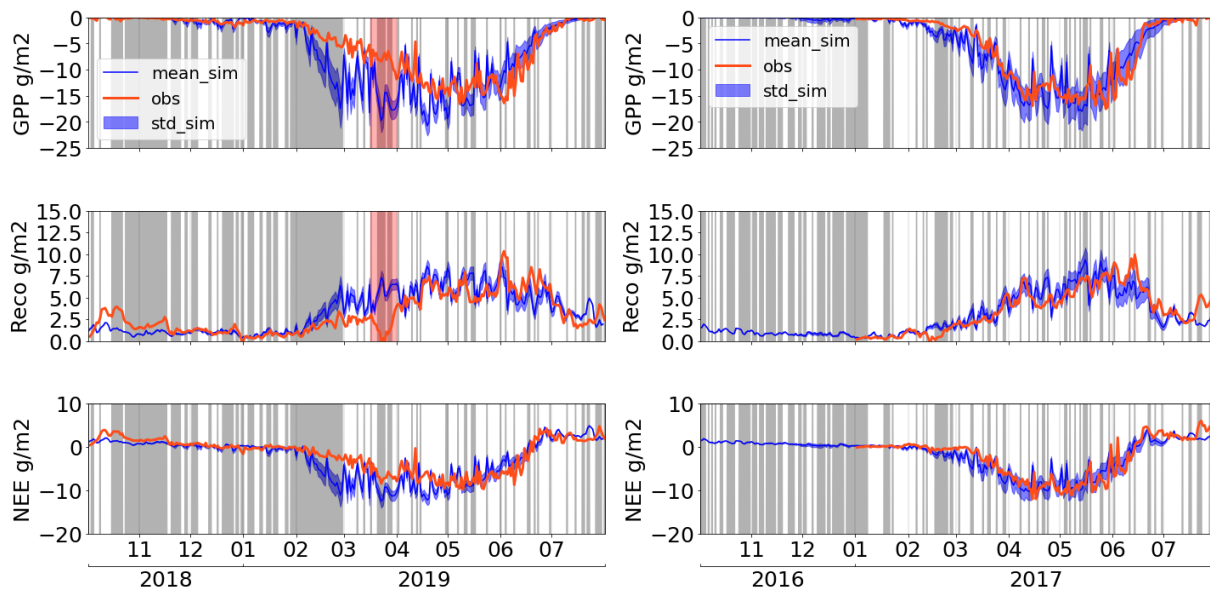 GPP g/m2
0
−5
−10
−15
−20
−25
mean_sim
obs
std_sim
GPP g/m2
0
−5
−10
−15
−20
−25
mean_sim
obs
std_sim
Reco g/m2
15.0
12.5
10.0
7.5
5.0
2.5
0.0
Reco g/m2
15.0
12.5
10.0
7.5
5.0
2.5
0.0
NEE g/m2
10
0
−10
−20
NEE g/m2
10
0
−10
−20
11 12 01 02 03 04 05 06 07
2018 2019
11 12 01 02 03 04 05 06 07
2016 2017